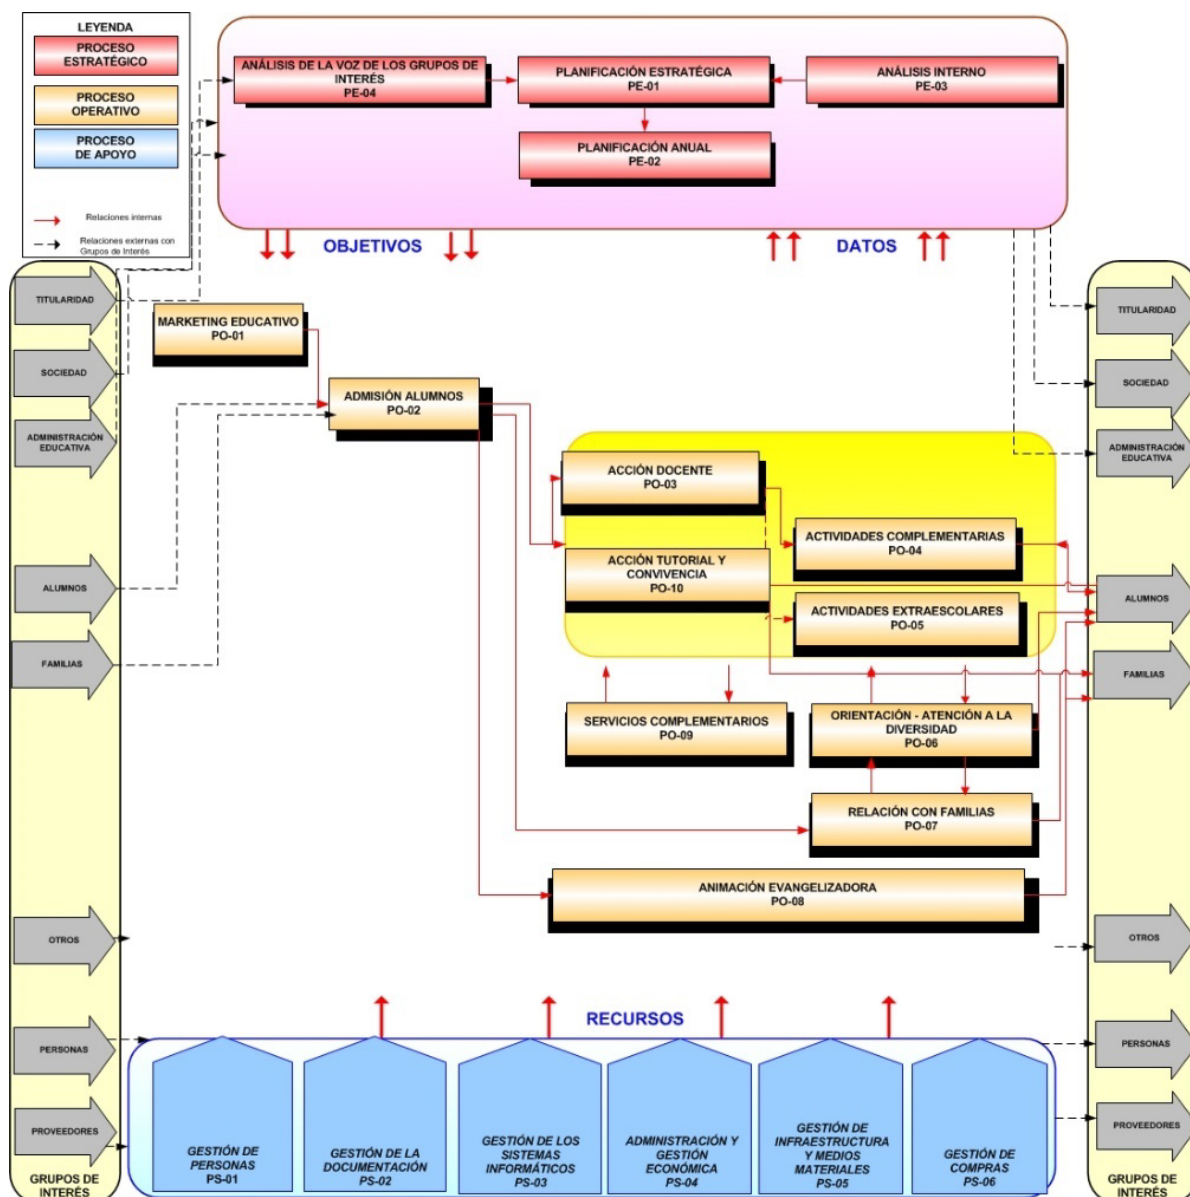 LEYENDA
PROCESO
ESTRATÉGICO
PROCESO
OPERATIVO
PROCESO
DE APOYO
Relaciones internas
Relaciones externas con
Grupos de Interés
ANÁLISIS DE LA VOZ DE LOS GRUPOS DE
INTERÉS
PE-04
PLANIFICACIÓN ESTRATÉGICA
PE-01
ANÁLISIS INTERNO
PE-03
PLANIFICACIÓN ANUAL
PE-02
OBJETIVOS
DATOS
TITULARIDAD
SOCIEDAD
ADMINISTRACIÓN
EDUCATIVA
ALUMNOS
FAMILIAS
OTROS
PERSONAS
PROVEEDORES
GRUPOS DE
INTERÉS
MARKETING EDUCATIVO
PO-01
ADMISIÓN ALUMNOS
PO-02
ACCIÓN DOCENTE
PO-03
ACTIVIDADES COMPLEMENTARIAS
PO-04
ACCIÓN TUTORIAL Y
CONVIVENCIA
PO-10
ACTIVIDADES EXTRAESCOLARES
PO-05
SERVICIOS COMPLEMENTARIOS
PO-09
ORIENTACIÓN - ATENCIÓN A LA
DIVERSIDAD
PO-06
RELACIÓN CON FAMILIAS
PO-07
ANIMACIÓN EVANGELIZADORA
PO-08
RECURSOS
GESTIÓN DE
PERSONAS
PS-01
GESTIÓN DE LA
DOCUMENTACIÓN
PS-02
GESTIÓN DE LOS
SISTEMAS
INFORMÁTICOS
PS-03
ADMINISTRACIÓN Y
GESTIÓN
ECONÓMICA
PS-04
GESTIÓN DE
INFRAESTRUCTURA
Y MEDIOS
MATERIALES
PS-05
GESTIÓN DE
COMPRAS
PS-06
TITULARIDAD
SOCIEDAD
ADMINISTRACIÓN
EDUCATIVA
ALUMNOS
FAMILIAS
OTROS
PERSONAS
PROVEEDORES
GRUPOS DE
INTERÉS